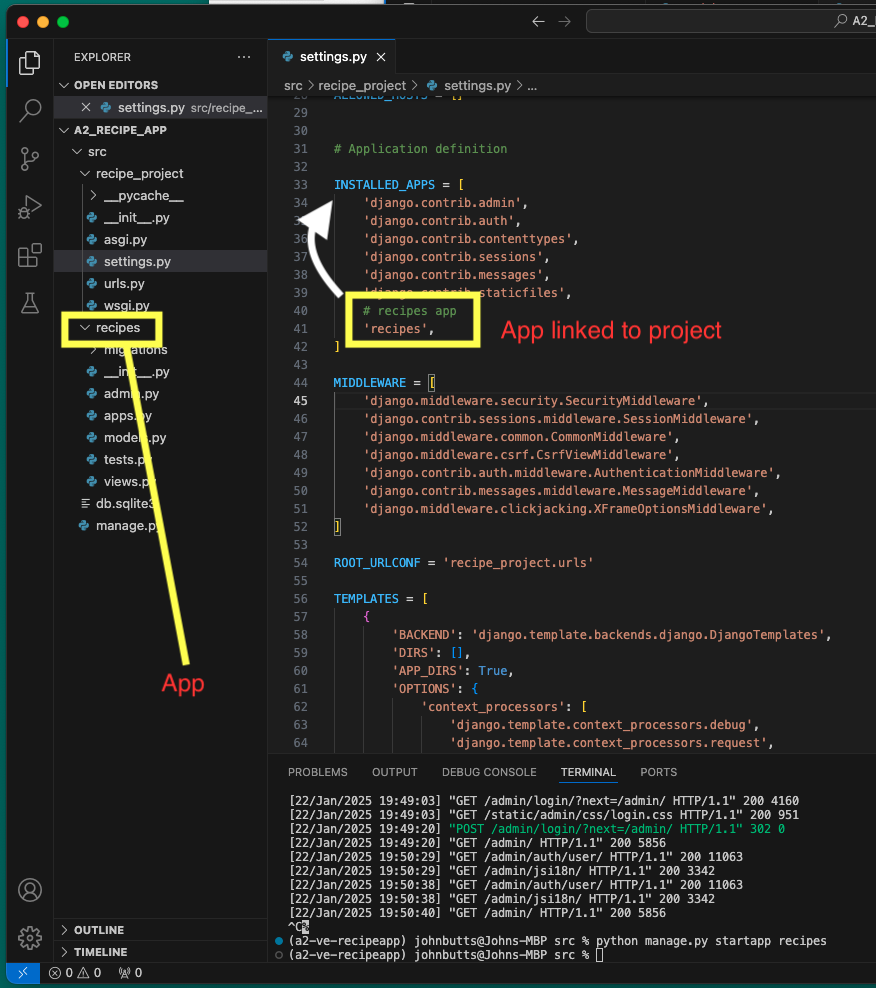 A2_
EXPLORER
...
OPEN EDITORS
settings.py src/recipe_...
A2_RECIPE_APP
src
recipe_project
__pycache__
__init__.py
asgi.py
settings.py
urls.py
wsgi.py
recipes
migrations
__init__.py
admin.py
apps.py
models.py
tests.py
views.py
db.sqlite3
manage.py
App
OUTLINE
TIMELINE
settings.py
src > recipe_project > settings.py > ...
28 ALLOWED_HOSTS = []
29
30
31 # Application definition
32
33 INSTALLED_APPS = [
34 'django.contrib.admin',
35 'django.contrib.auth',
36 'django.contrib.contenttypes',
37 'django.contrib.sessions',
38 'django.contrib.messages',
39 'django.contrib.staticfiles',
40 # recipes app
41 'recipes',
42 ]
App linked to project
43
44 MIDDLEWARE = [
45 'django.middleware.security.SecurityMiddleware',
46 'django.contrib.sessions.middleware.SessionMiddleware',
47 'django.middleware.common.CommonMiddleware',
48 'django.middleware.csrf.CsrfViewMiddleware',
49 'django.contrib.auth.middleware.AuthenticationMiddleware',
50 'django.contrib.messages.middleware.MessageMiddleware',
51 'django.middleware.clickjacking.XFrameOptionsMiddleware',
52 ]
53
54 ROOT_URLCONF = 'recipe_project.urls'
55
56 TEMPLATES = [
57 {
58 'BACKEND': 'django.template.backends.django.DjangoTemplates',
59 'DIRS': [],
60 'APP_DIRS': True,
61 'OPTIONS': {
62 'context_processors': [
63 'django.template.context_processors.debug',
64 'django.template.context_processors.request',
PROBLEMS OUTPUT DEBUG CONSOLE TERMINAL PORTS
[22/Jan/2025 19:49:03] "GET /admin/login/?next=/admin/ HTTP/1.1" 200 4160
[22/Jan/2025 19:49:03] "GET /static/admin/css/login.css HTTP/1.1" 200 951
[22/Jan/2025 19:49:20] "POST /admin/login/?next=/admin/ HTTP/1.1" 302 0
[22/Jan/2025 19:49:20] "GET /admin/ HTTP/1.1" 200 5856
[22/Jan/2025 19:50:29] "GET /admin/auth/user/ HTTP/1.1" 200 11063
[22/Jan/2025 19:50:29] "GET /admin/jsi18n/ HTTP/1.1" 200 3342
[22/Jan/2025 19:50:38] "GET /admin/auth/user/ HTTP/1.1" 200 11063
[22/Jan/2025 19:50:38] "GET /admin/jsi18n/ HTTP/1.1" 200 3342
[22/Jan/2025 19:50:40] "GET /admin/ HTTP/1.1" 200 5856
^C%
(a2-ve-recipeapp) johnbutts@Johns-MBP src % python manage.py startapp recipes
(a2-ve-recipeapp) johnbutts@Johns-MBP src %
0 0 0